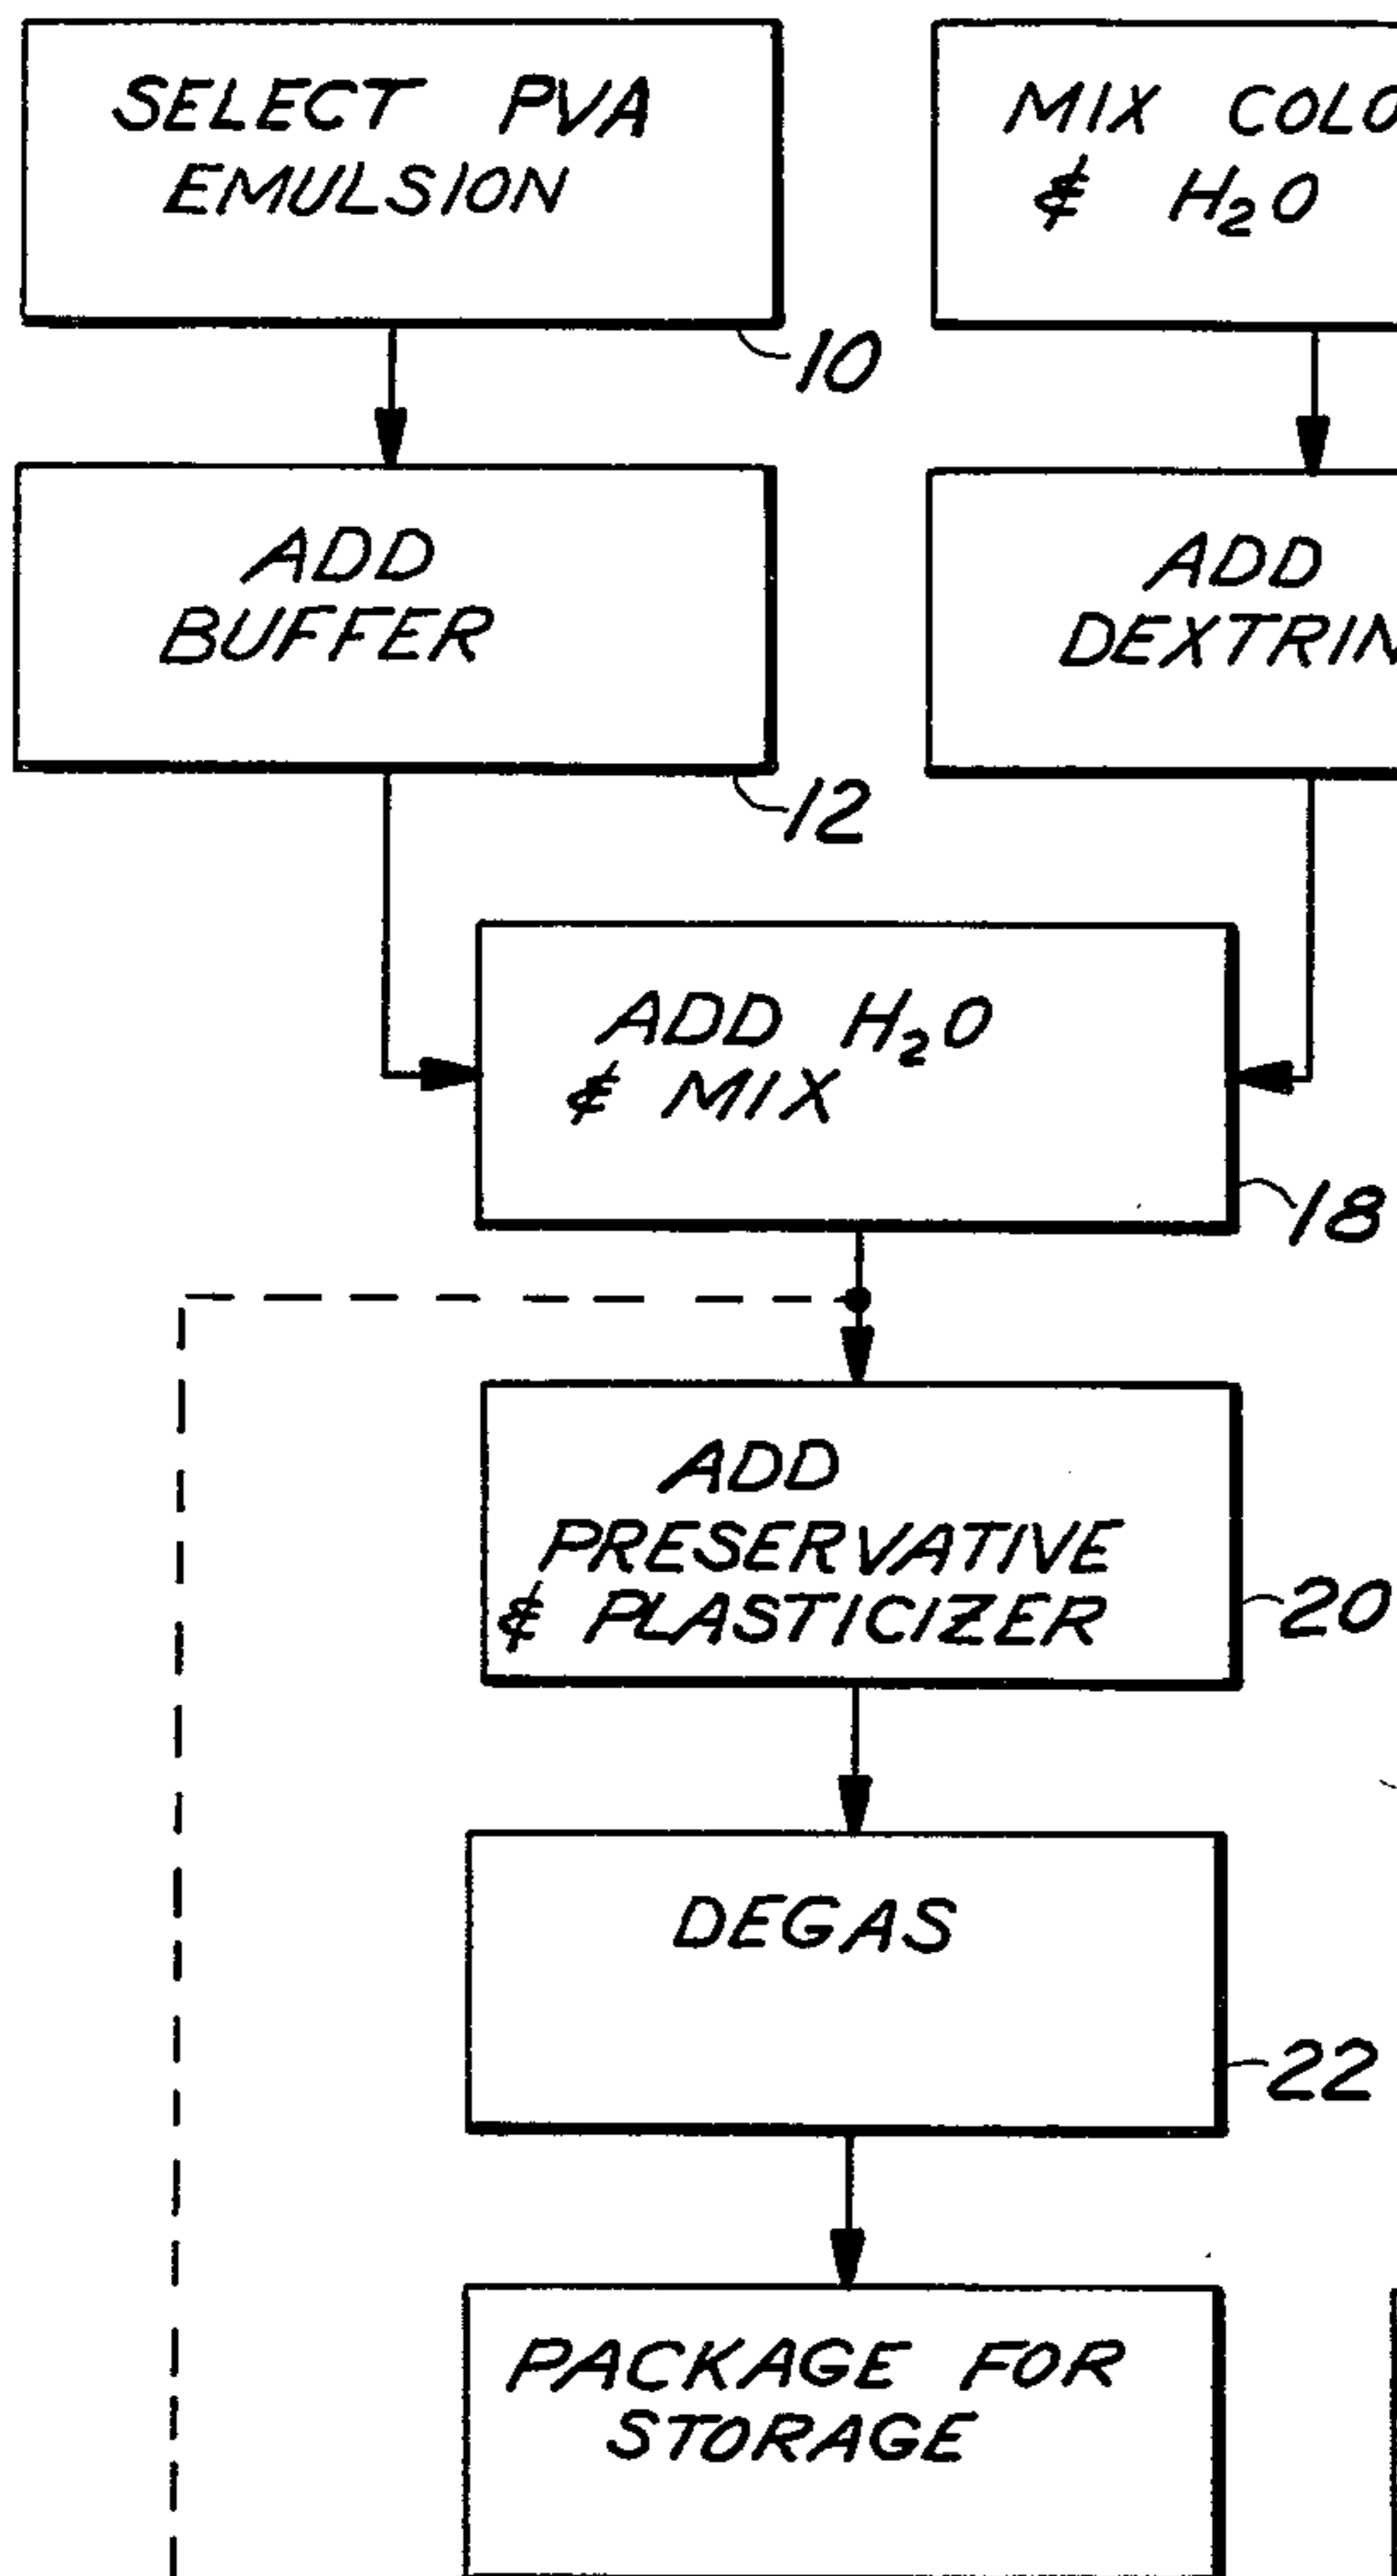 SELECT PVA
EMULSION
10
MIX
& H₂O
ADD
BUFFER
12
ADD
ADD H₂O
& MIX
18
ADD
PRESERVATIVE
& PLASTICIZER
20
DEGAS
22
PACKAGE FOR
STORAGE